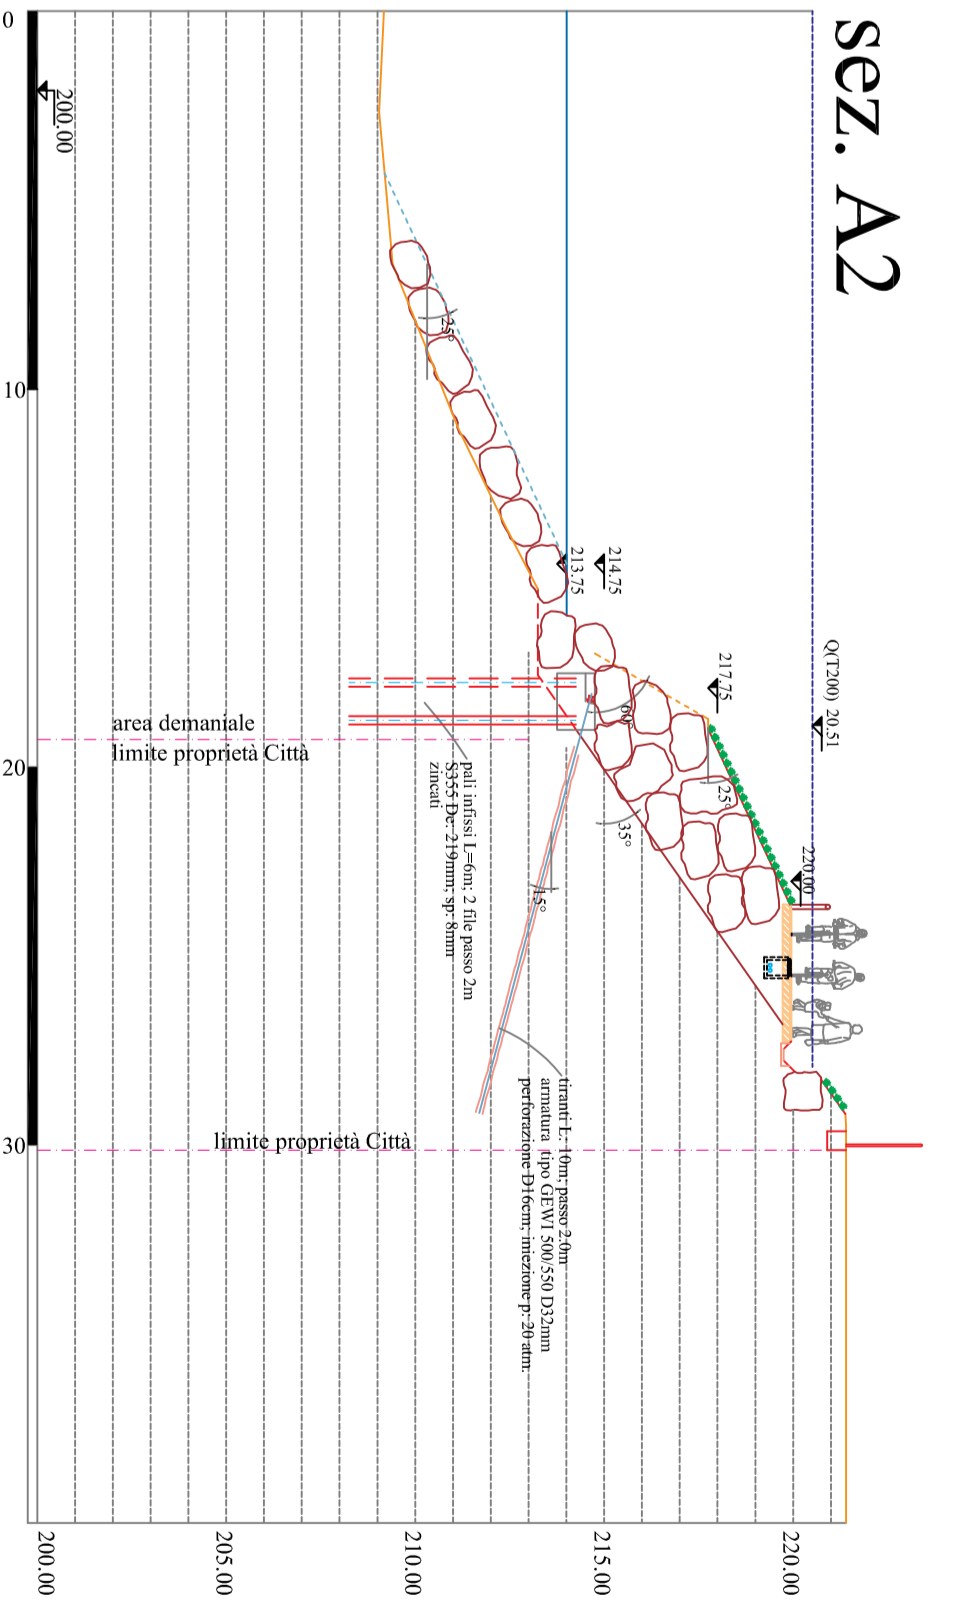 sez. A2
Q(T200) 20.51
220.00
217.75
214.75
213.75
25°
60°
25°
35°
15°
pali infissi L=6m; 2 file passo 2m
S355 De: 219mm, sp: 8mm
zincati
tiranti L: 10m; passo 2.0m
armatura tipo GEWI 500/550 D32mm
perforazione D16cm; iniezione p: 20 atm.
area demaniale
limite proprietà Città
limite proprietà Città
200.00
0
10
20
30
200.00
205.00
210.00
215.00
220.00